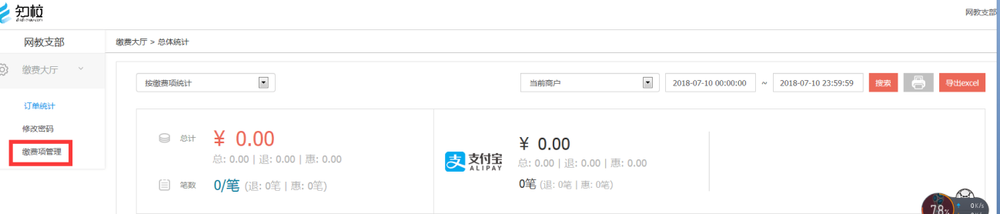 知校
网教支部
网教支部
缴费大厅 > 总体统计
缴费大厅
按缴费项统计
当前商户
2018-07-10 00:00:00 ~ 2018-07-10 23:59:59
搜索
导出excel
订单统计
修改密码
缴费项管理
总计 ¥ 0.00
总: 0.00 | 退: 0.00 | 惠: 0.00
笔数 0/笔 (退: 0笔 | 惠: 0笔)
支 支付宝
ALIPAY
¥ 0.00
总: 0.00 | 退: 0.00 | 惠: 0.00
0笔 (退: 0笔 | 惠: 0笔)
78%
0K/s